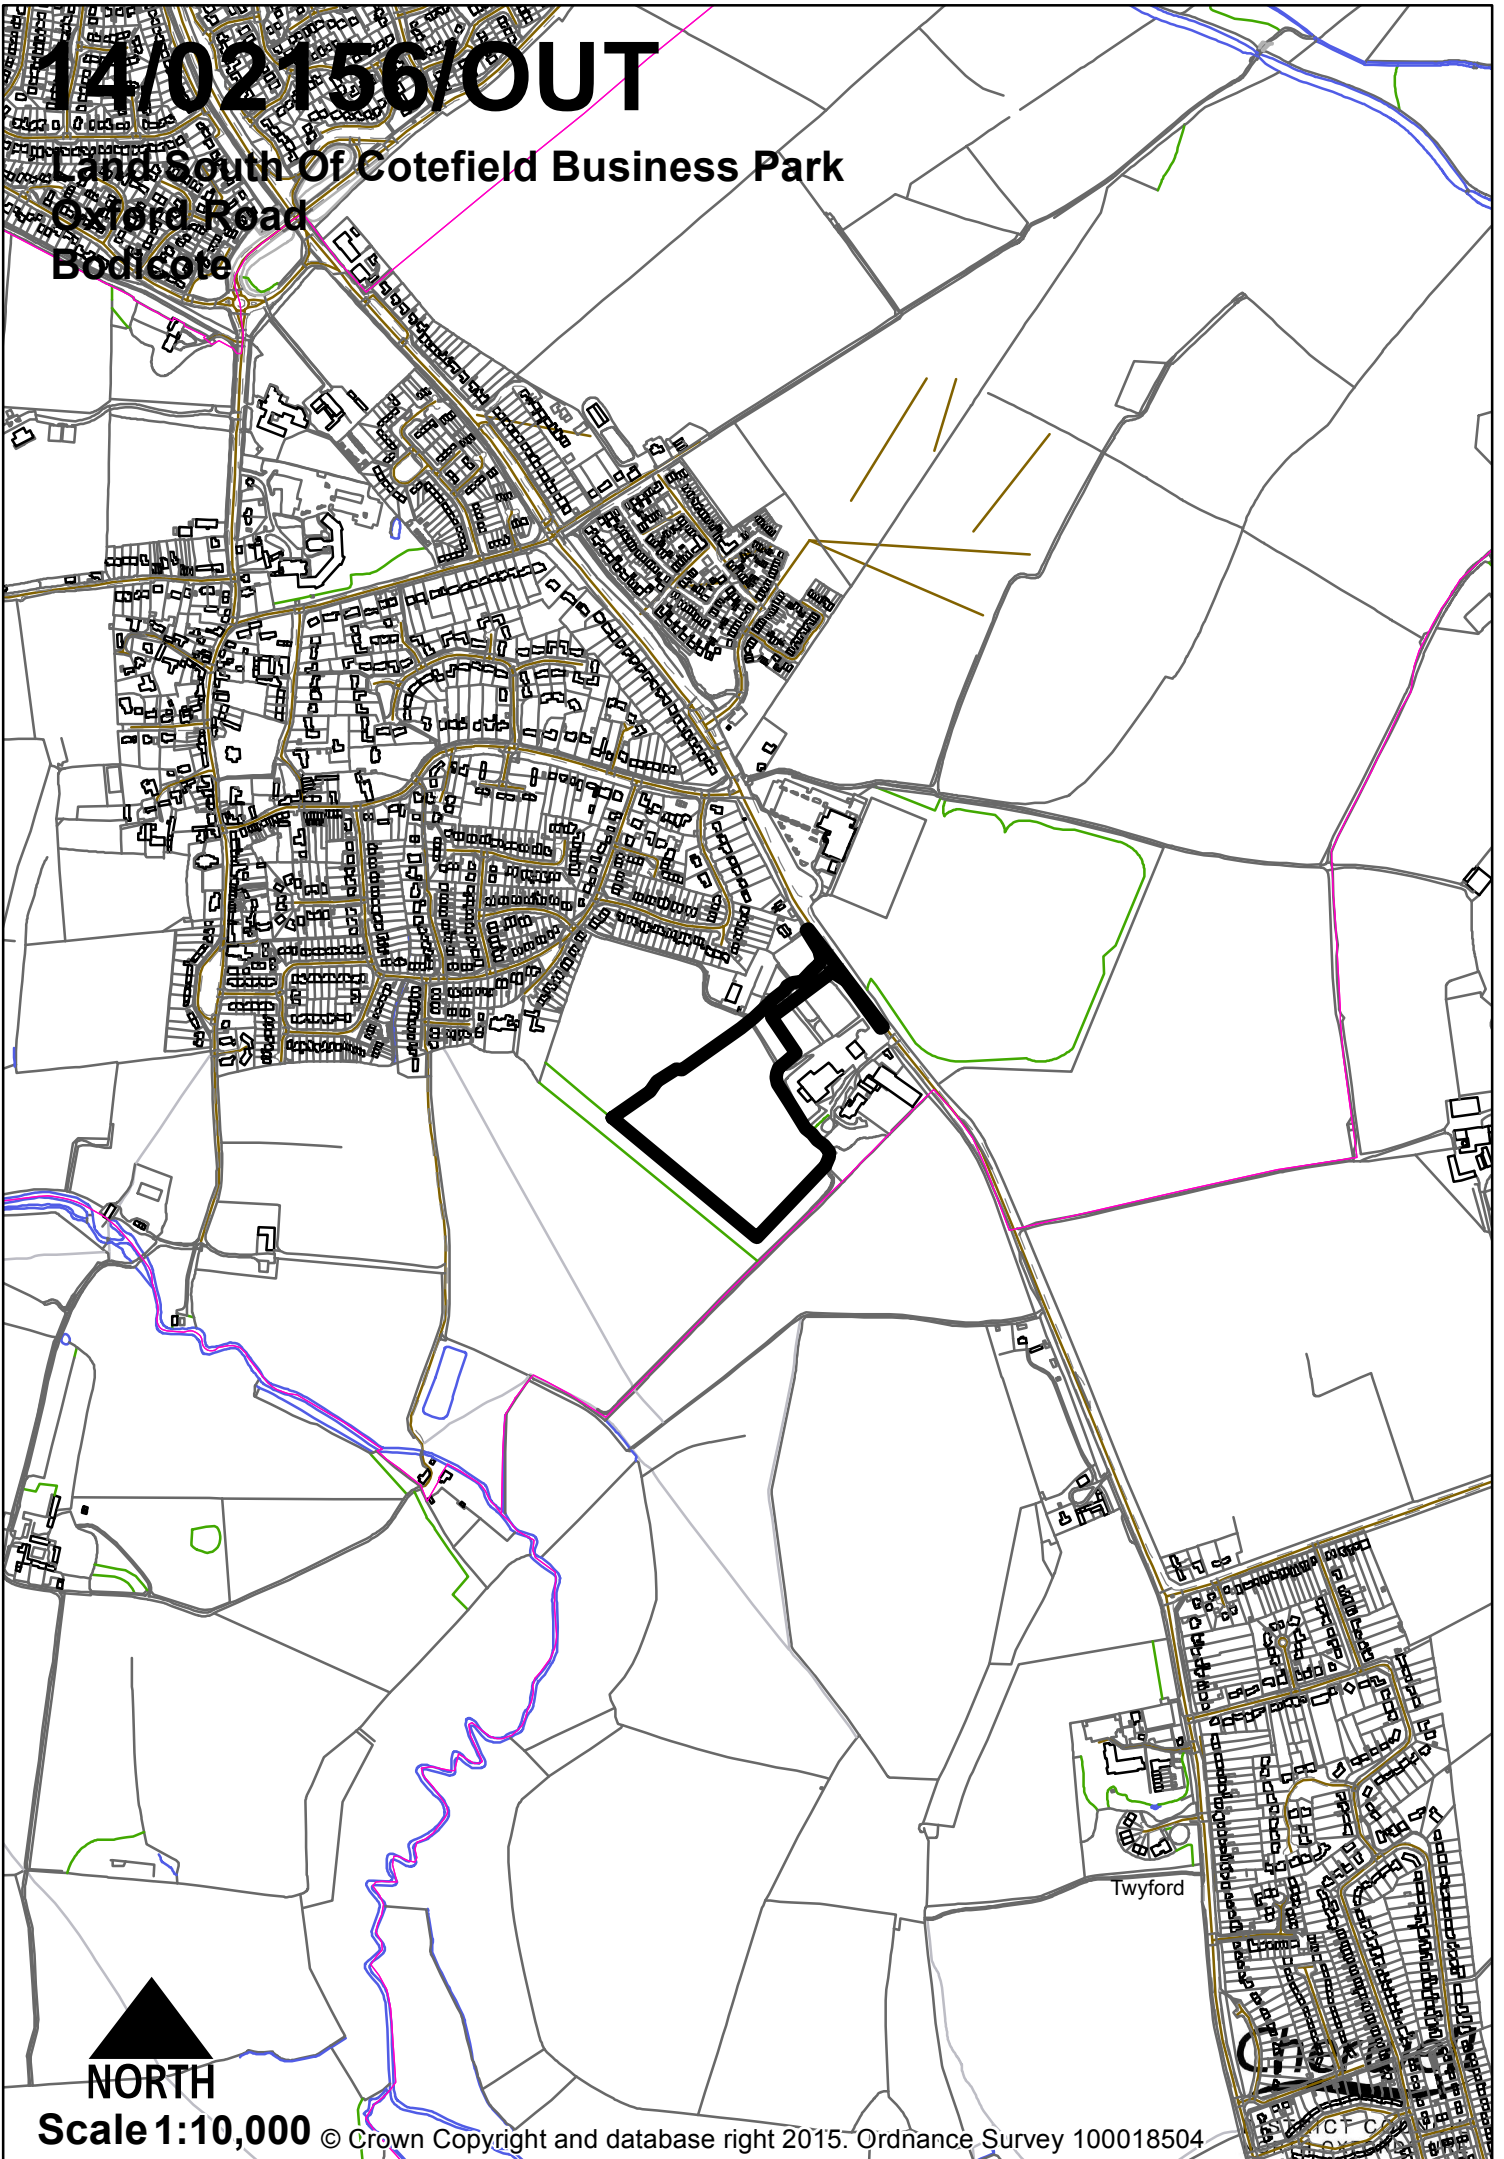 14/02156/OUT
Land South Of Cotefield Business Park
Oxford Road
Bodicote
Twyford
NORTH
Scale 1:10,000
© Crown Copyright and database right 2015. Ordnance Survey 100018504